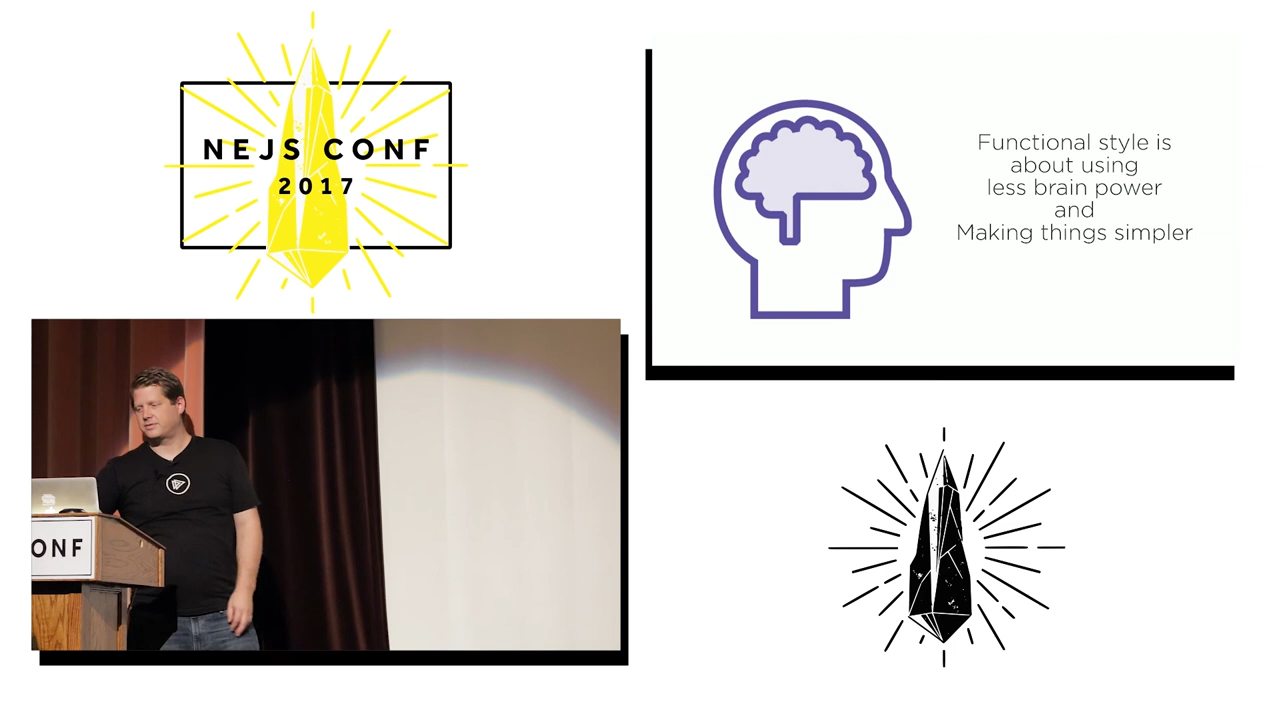 NEJS CONF
2017
Functional style is
about using
less brain power
and
Making things simpler
ONF